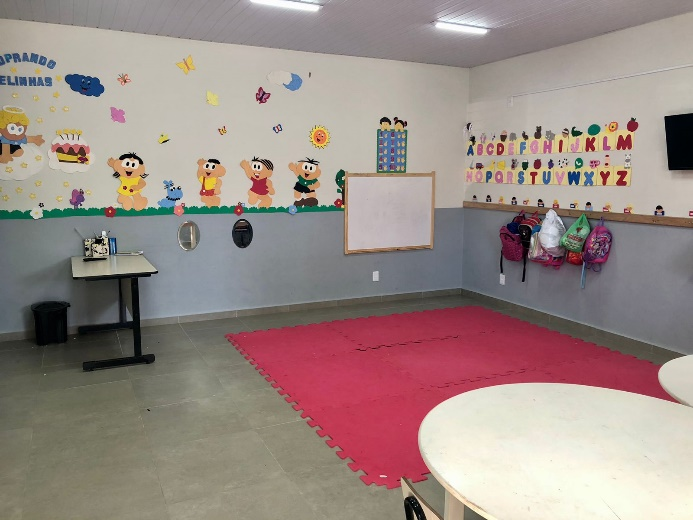 OPRANDO
ELINHAS
ABCDEFGHIJKLM
NOPQRSTUVWXYZ